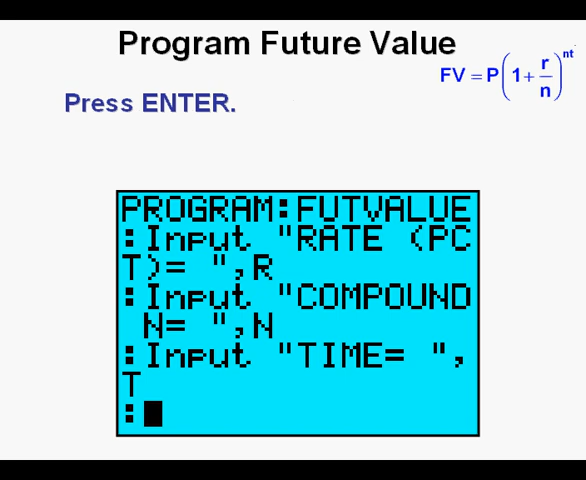 Program Future Value
FV = P(1 + r/n)^nt
Press ENTER.
PROGRAM:FUTVALUE
:Input "RATE (PC
T)= ",R
:Input "COMPOUND
 N= ",N
:Input "TIME= ",
T
: